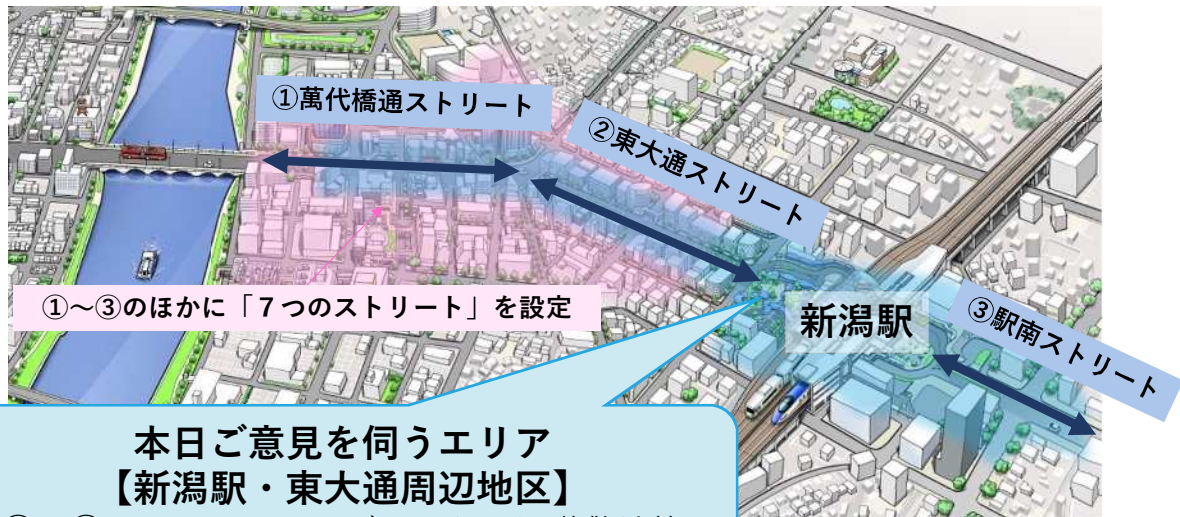 ①萬代橋通ストリート
②東大通ストリート
①～③のほかに「７つのストリート」を設定
新潟駅
③駅南ストリート
本日ご意見を伺うエリア
【新潟駅・東大通周辺地区】